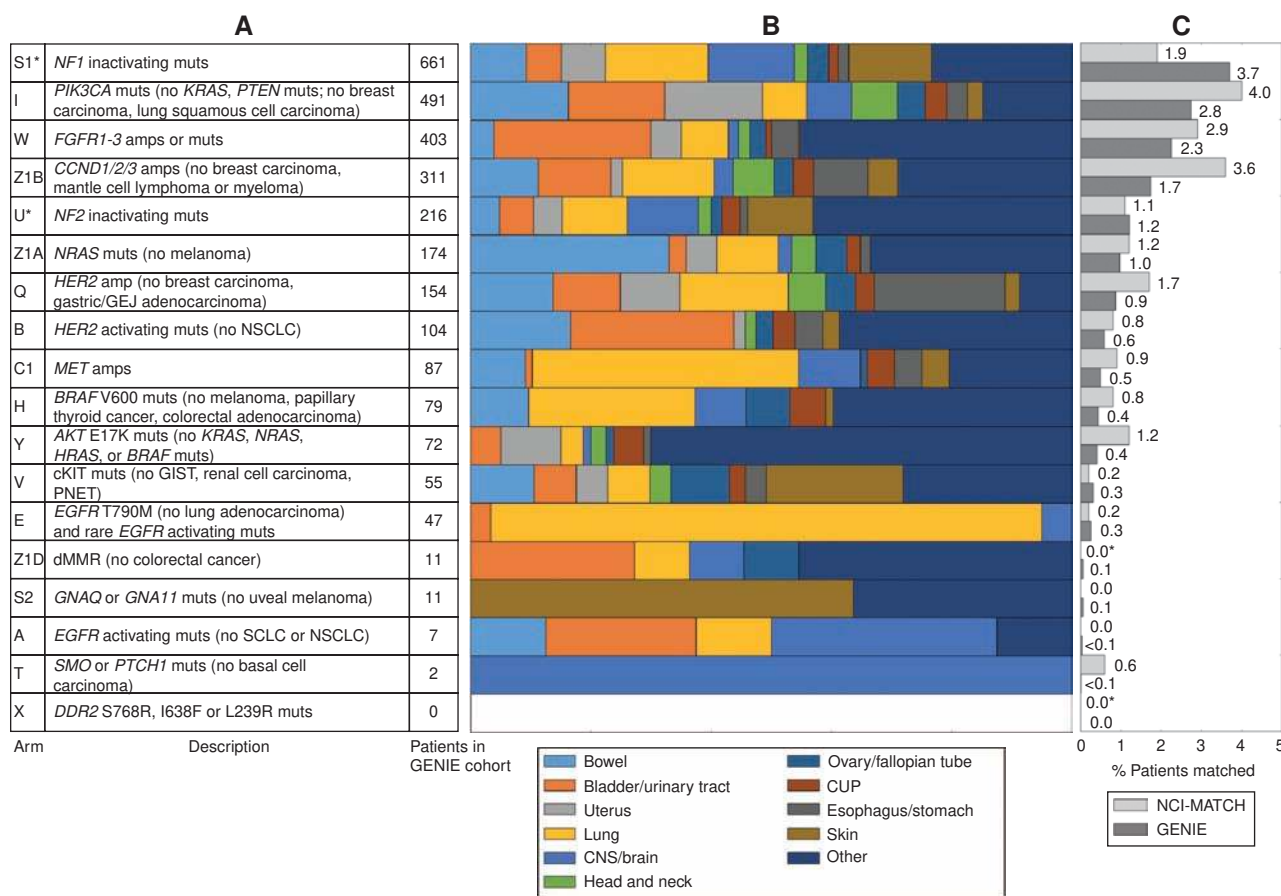 A
B
C
S1* NF1 inactivating muts 661
I PIK3CA muts (no KRAS, PTEN muts; no breast
carcinoma, lung squamous cell carcinoma) 491
W FGFR1-3 amps or muts 403
Z1B CCND1/2/3 amps (no breast carcinoma,
mantle cell lymphoma or myeloma) 311
U* NF2 inactivating muts 216
Z1A NRAS muts (no melanoma) 174
Q HER2 amp (no breast carcinoma,
gastric/GEJ adenocarcinoma) 154
B HER2 activating muts (no NSCLC) 104
C1 MET amps 87
H BRAF V600 muts (no melanoma, papillary
thyroid cancer, colorectal adenocarcinoma) 79
Y AKT E17K muts (no KRAS, NRAS,
HRAS, or BRAF muts) 72
V cKIT muts (no GIST, renal cell carcinoma,
PNET) 55
E EGFR T790M (no lung adenocarcinoma)
and rare EGFR activating muts 47
Z1D dMMR (no colorectal cancer) 11
S2 GNAQ or GNA11 muts (no uveal melanoma) 11
A EGFR activating muts (no SCLC or NSCLC) 7
T SMO or PTCH1 muts (no basal cell
carcinoma) 2
X DDR2 S768R, I638F or L239R muts 0
Arm Description Patients in
GENIE cohort
Bowel
Bladder/urinary tract
Uterus
Lung
CNS/brain
Head and neck
Ovary/fallopian tube
CUP
Esophagus/stomach
Skin
Other
1.9
3.7
4.0
2.8
2.9
2.3
3.6
1.7
1.1
1.2
1.2
1.0
1.7
0.9
0.8
0.6
0.9
0.5
0.8
0.4
1.2
0.4
0.2
0.3
0.2
0.3
0.0*
0.1
0.0
0.1
0.0
<0.1
0.6
<0.1
0.0*
0.0
0 1 2 3 4 5
% Patients matched
NCI-MATCH
GENIE